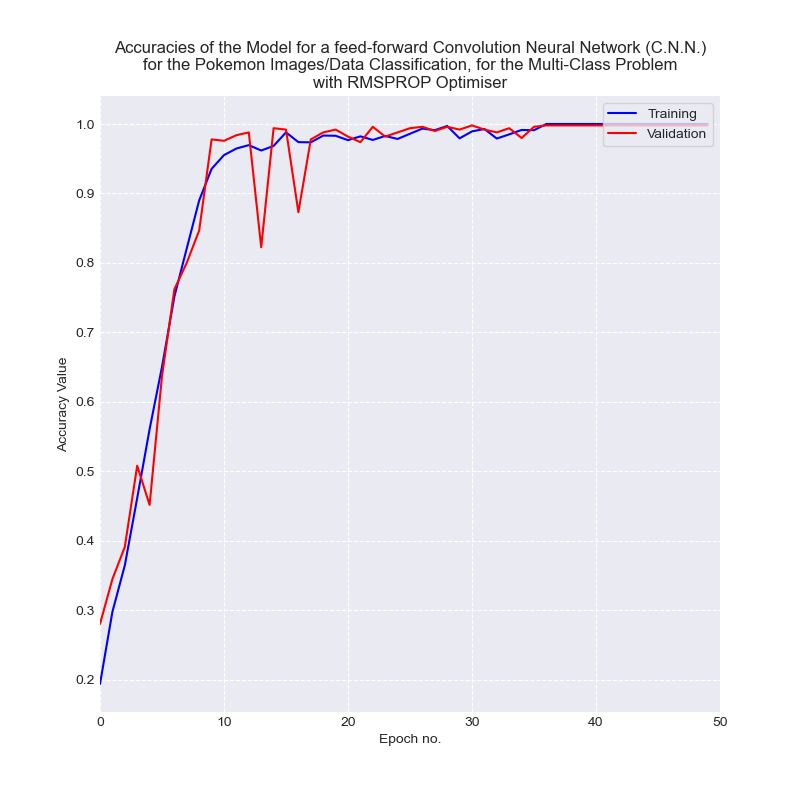 Accuracies of the Model for a feed-forward Convolution Neural Network (C.N.N.)
for the Pokemon Images/Data Classification, for the Multi-Class Problem
with RMSPROP Optimiser
Training
Validation
1.0
0.9
0.8
0.7
0.6
0.5
0.4
0.3
0.2
Accuracy Value
0 10 20 30 40 50
Epoch no.